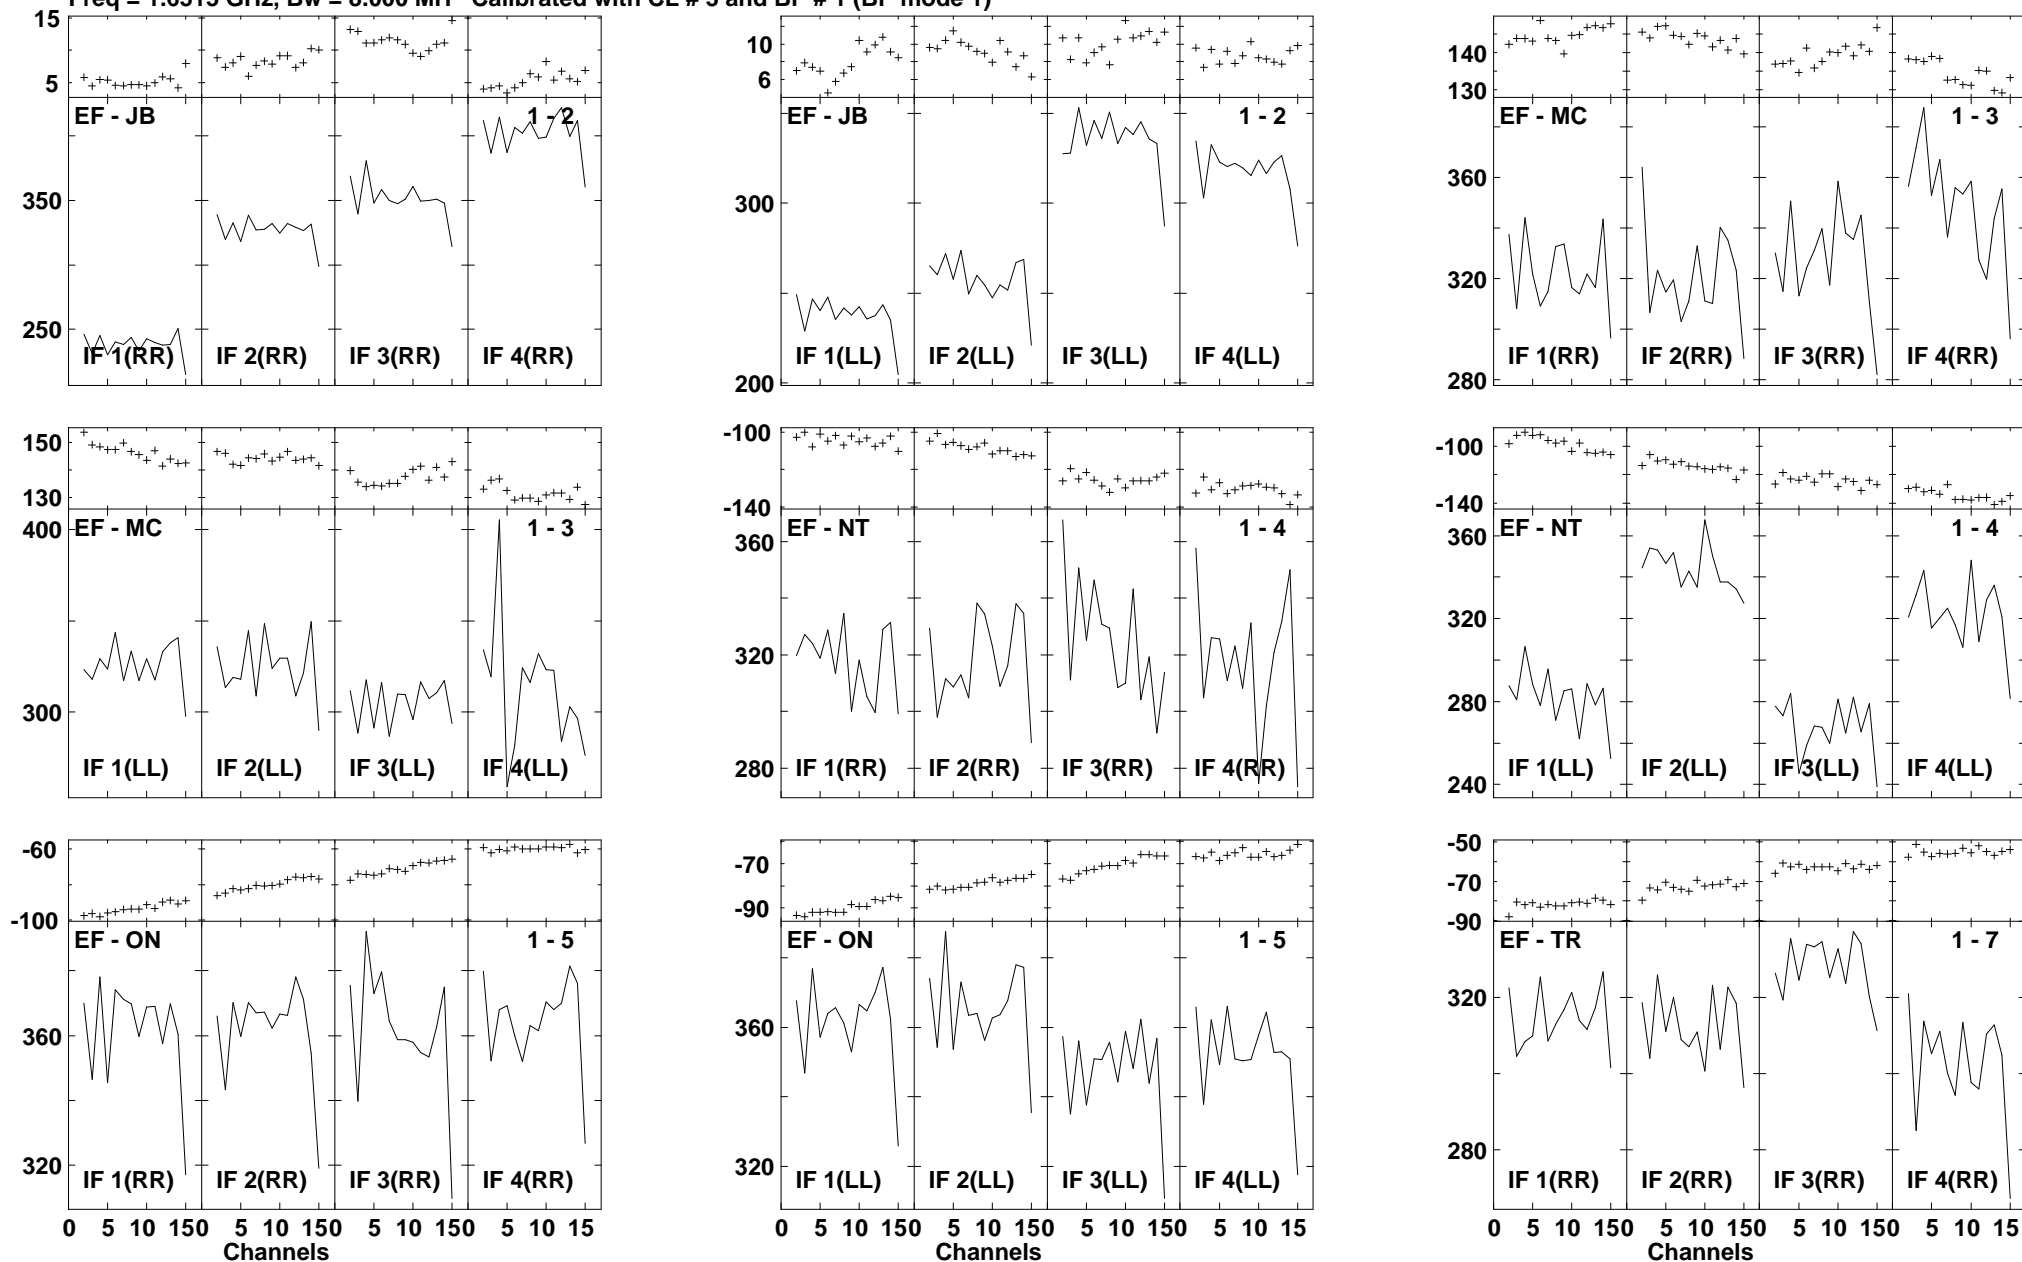 Freq = 1.6315 GHz, Bw = 8.000 MH Calibrated with CL # 3 and BP # 1 (BP mode 1)
15
5
EF - JB 1 - 2
350
250
IF 1(RR) IF 2(RR) IF 3(RR) IF 4(RR)
10
6
EF - JB 1 - 2
300
200
IF 1(LL) IF 2(LL) IF 3(LL) IF 4(LL)
140
130
EF - MC 1 - 3
360
320
280
IF 1(RR) IF 2(RR) IF 3(RR) IF 4(RR)
150
130
EF - MC 1 - 3
400
300
IF 1(LL) IF 2(LL) IF 3(LL) IF 4(LL)
-100
-140
EF - NT 1 - 4
360
320
280
IF 1(RR) IF 2(RR) IF 3(RR) IF 4(RR)
-100
-140
EF - NT 1 - 4
360
320
280
240
IF 1(LL) IF 2(LL) IF 3(LL) IF 4(LL)
-60
-100
EF - ON 1 - 5
360
320
IF 1(RR) IF 2(RR) IF 3(RR) IF 4(RR)
0 5 10 150 5 10 150 5 10 150 5 10 150
Channels
-70
-90
EF - ON 1 - 5
360
320
IF 1(LL) IF 2(LL) IF 3(LL) IF 4(LL)
0 5 10 150 5 10 150 5 10 150 5 10 15
Channels
-50
-70
-90
EF - TR 1 - 7
320
280
IF 1(RR) IF 2(RR) IF 3(RR) IF 4(RR)
0 5 10 150 5 10 150 5 10 150 5 10 15
Channels